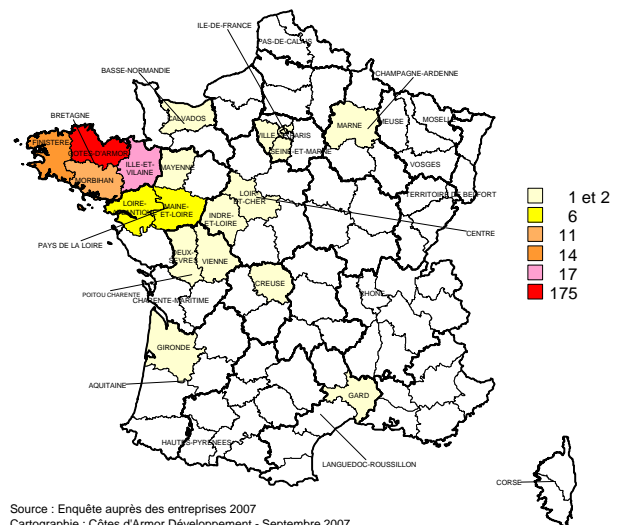 ILE-DE-FRANCE
PAS-DE-CALAIS
BASSE-NORMANDIE
CHAMPAGNE-ARDENNE
BRETAGNE
CALVADOS
MARNE
MEUSE
MOSELLE
FINISTERE
COTES-D'ARMOR
PARIS
SEINE-ET-MARNE
ILLE-ET-
VILAINE
MAYENNE
VOSGES
MORBIHAN
LOIRE-
ATLANTIQUE
MAINE-
ET-LOIRE
LOIR-
ET-CHER
TERRITOIRE DE BELFORT
INDRE-
ET-LOIRE
PAYS DE LA LOIRE
CENTRE
DEUX-
SEVRES
VIENNE
POITOU CHARENTE
CHARENTE-MARITIME
CREUSE
RHONE
GIRONDE
AQUITAINE
GARD
HAUTES-PYRENEES
LANGUEDOC-ROUSSILLON
CORSE
1 et 2
6
11
14
17
175
Source : Enquête auprès des entreprises 2007
Cartographie : Côtes d'Armor Développement - Septembre 2007